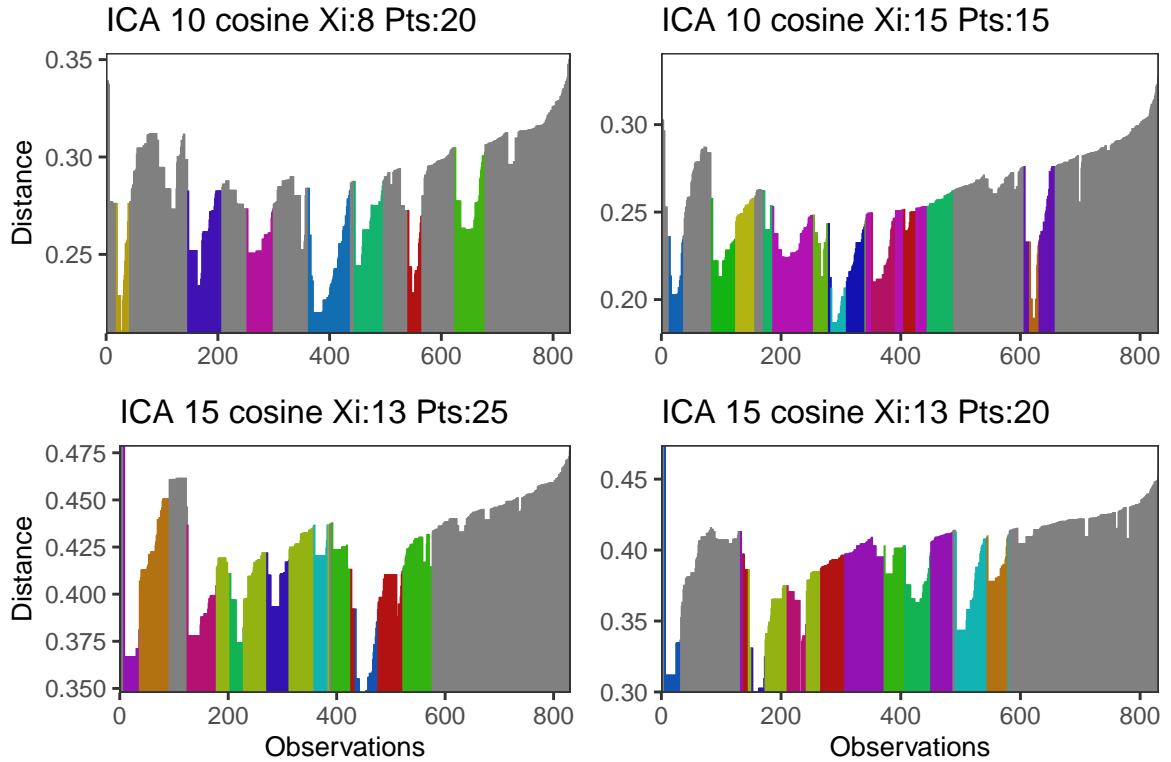 ICA 10 cosine Xi:8 Pts:20
ICA 10 cosine Xi:15 Pts:15
Distance
0.35
0.30
0.25
0 200 400 600 800
0.30
0.25
0.20
0 200 400 600 800
ICA 15 cosine Xi:13 Pts:25
ICA 15 cosine Xi:13 Pts:20
Distance
0.475
0.450
0.425
0.400
0.375
0.350
0 200 400 600 800
Observations
0.45
0.40
0.35
0.30
0 200 400 600 800
Observations